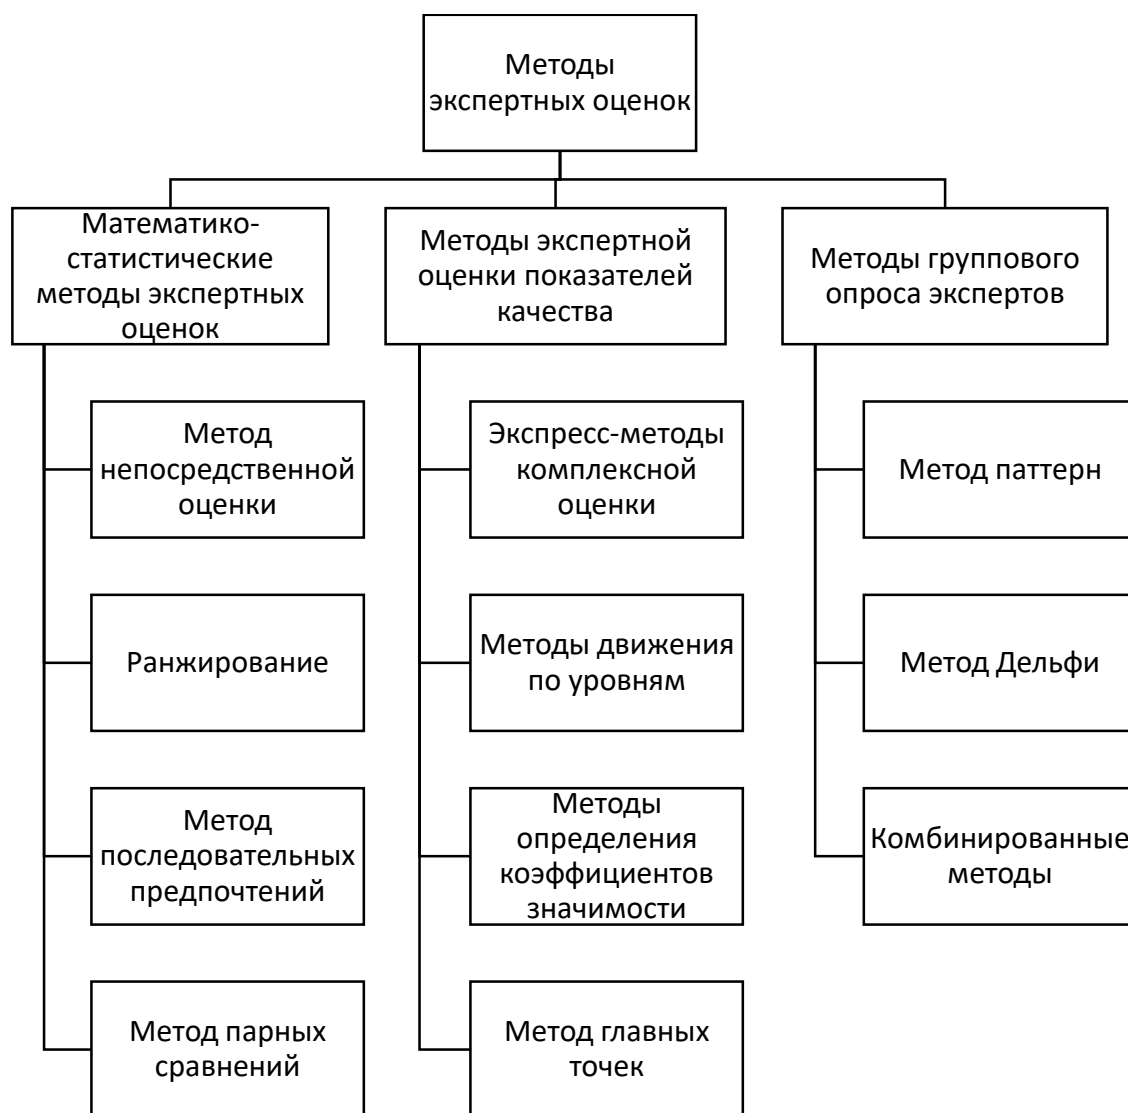 Методы
экспертных оценок
Математико-
статистические
методы экспертных
оценок
Методы экспертной
оценки показателей
качества
Методы группового
опроса экспертов
Метод
непосредственной
оценки
Экспресс-методы
комплексной
оценки
Метод паттерн
Ранжирование
Методы движения
по уровням
Метод Дельфи
Метод
последовательных
предпочтений
Методы
определения
коэффициентов
значимости
Комбинированные
методы
Метод парных
сравнений
Метод главных
точек